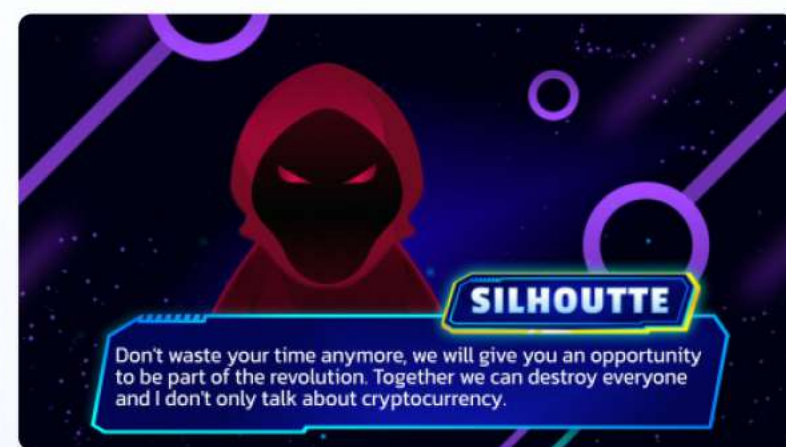 SILHOUTTE
Don't waste your time anymore, we will give you an opportunity
to be part of the revolution. Together we can destroy everyone
and I don't only talk about cryptocurrency.